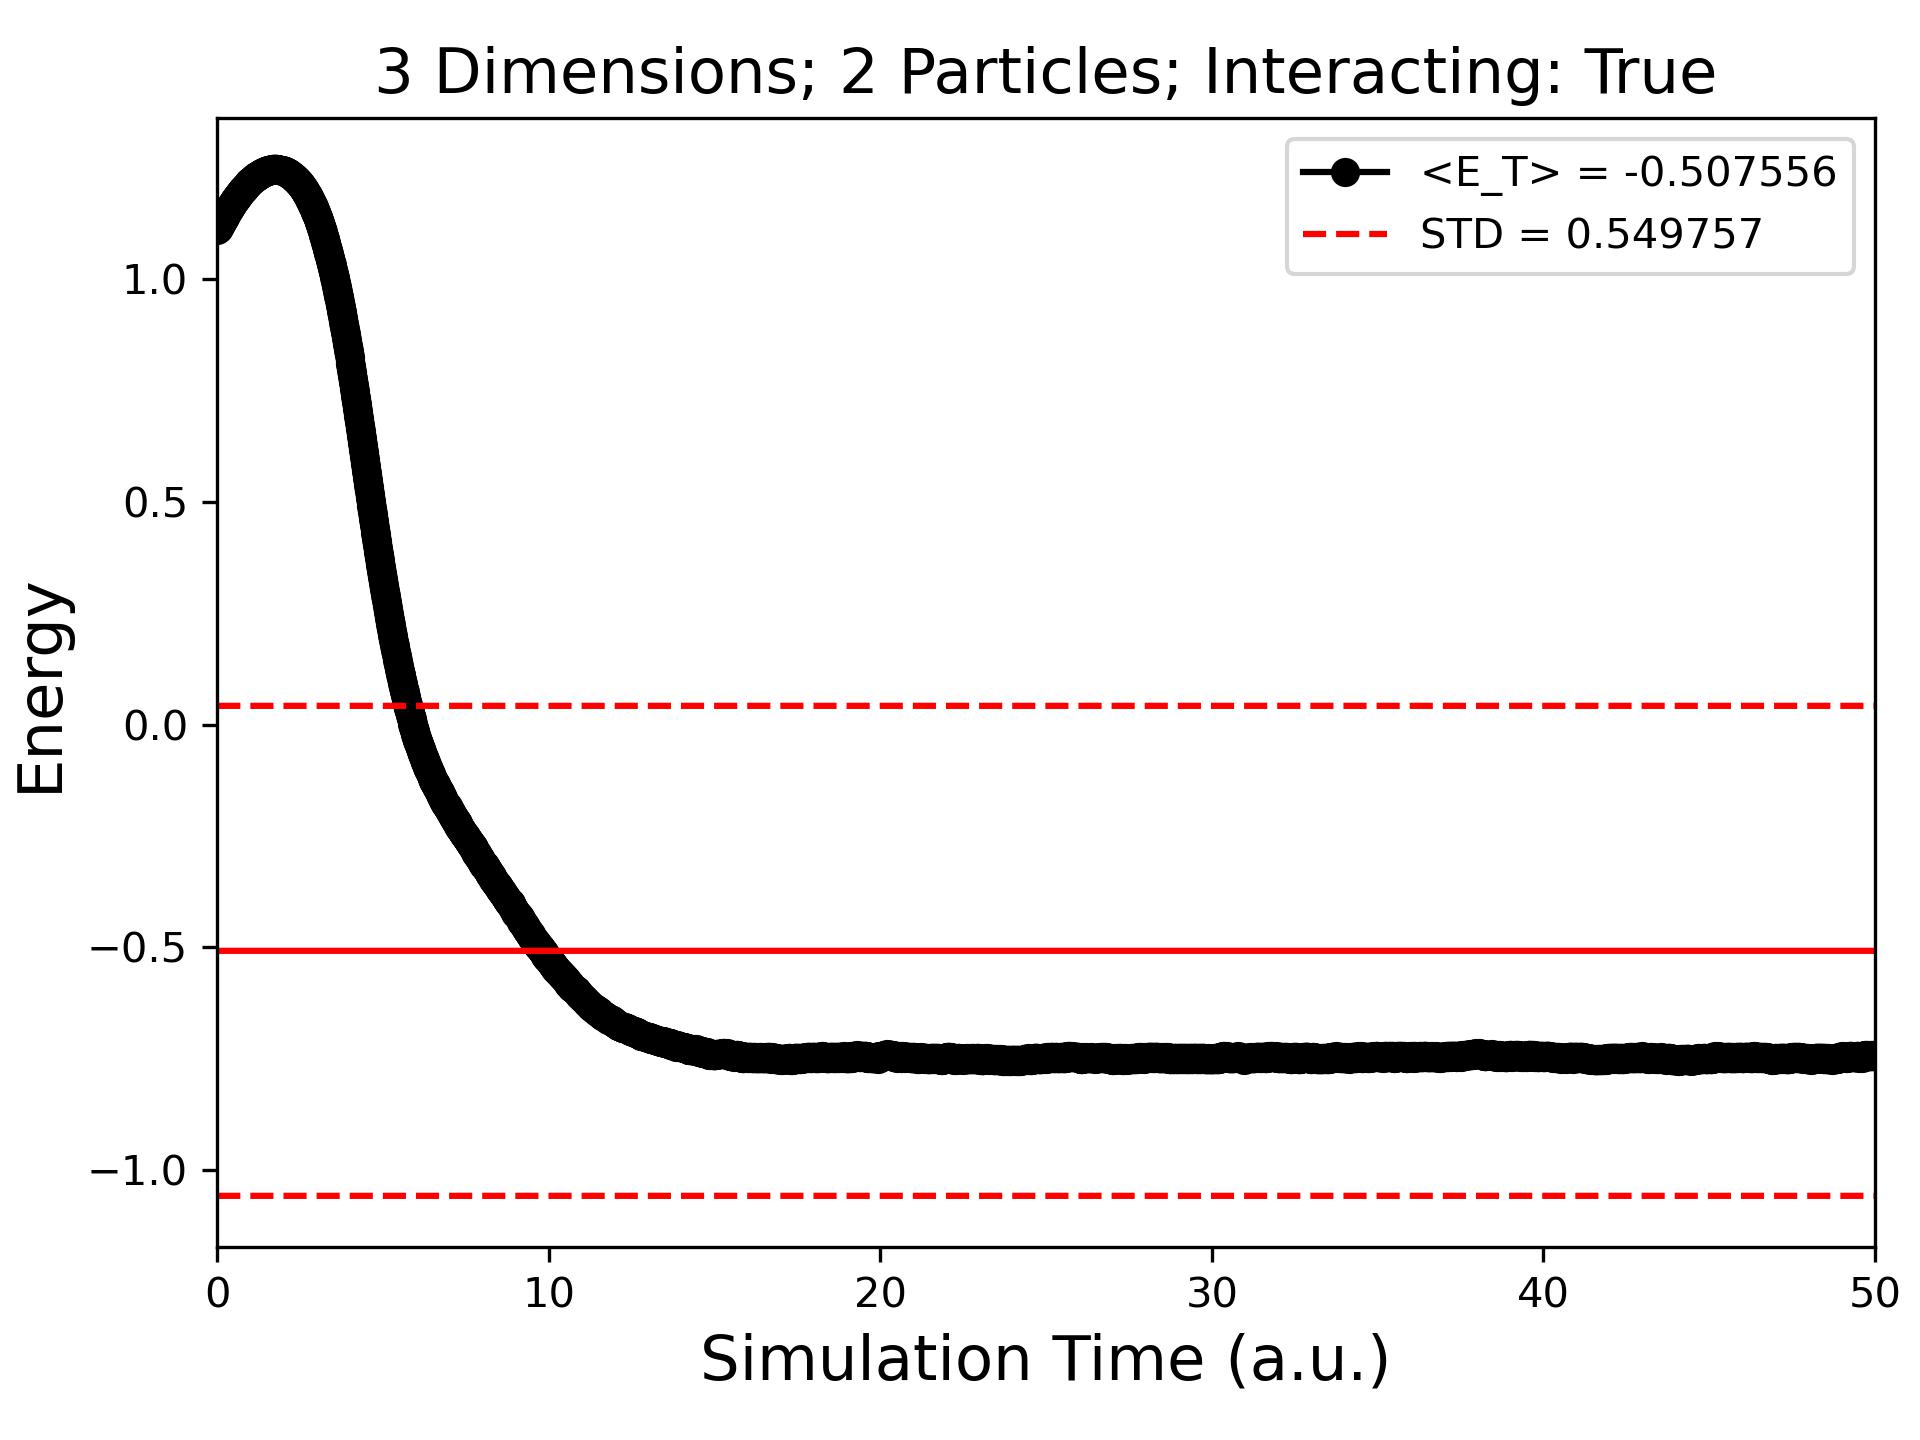 3 Dimensions; 2 Particles; Interacting: True
<E_T> = -0.507556
STD = 0.549757
Energy
1.0
0.5
0.0
−0.5
−1.0
0 10 20 30 40 50
Simulation Time (a.u.)